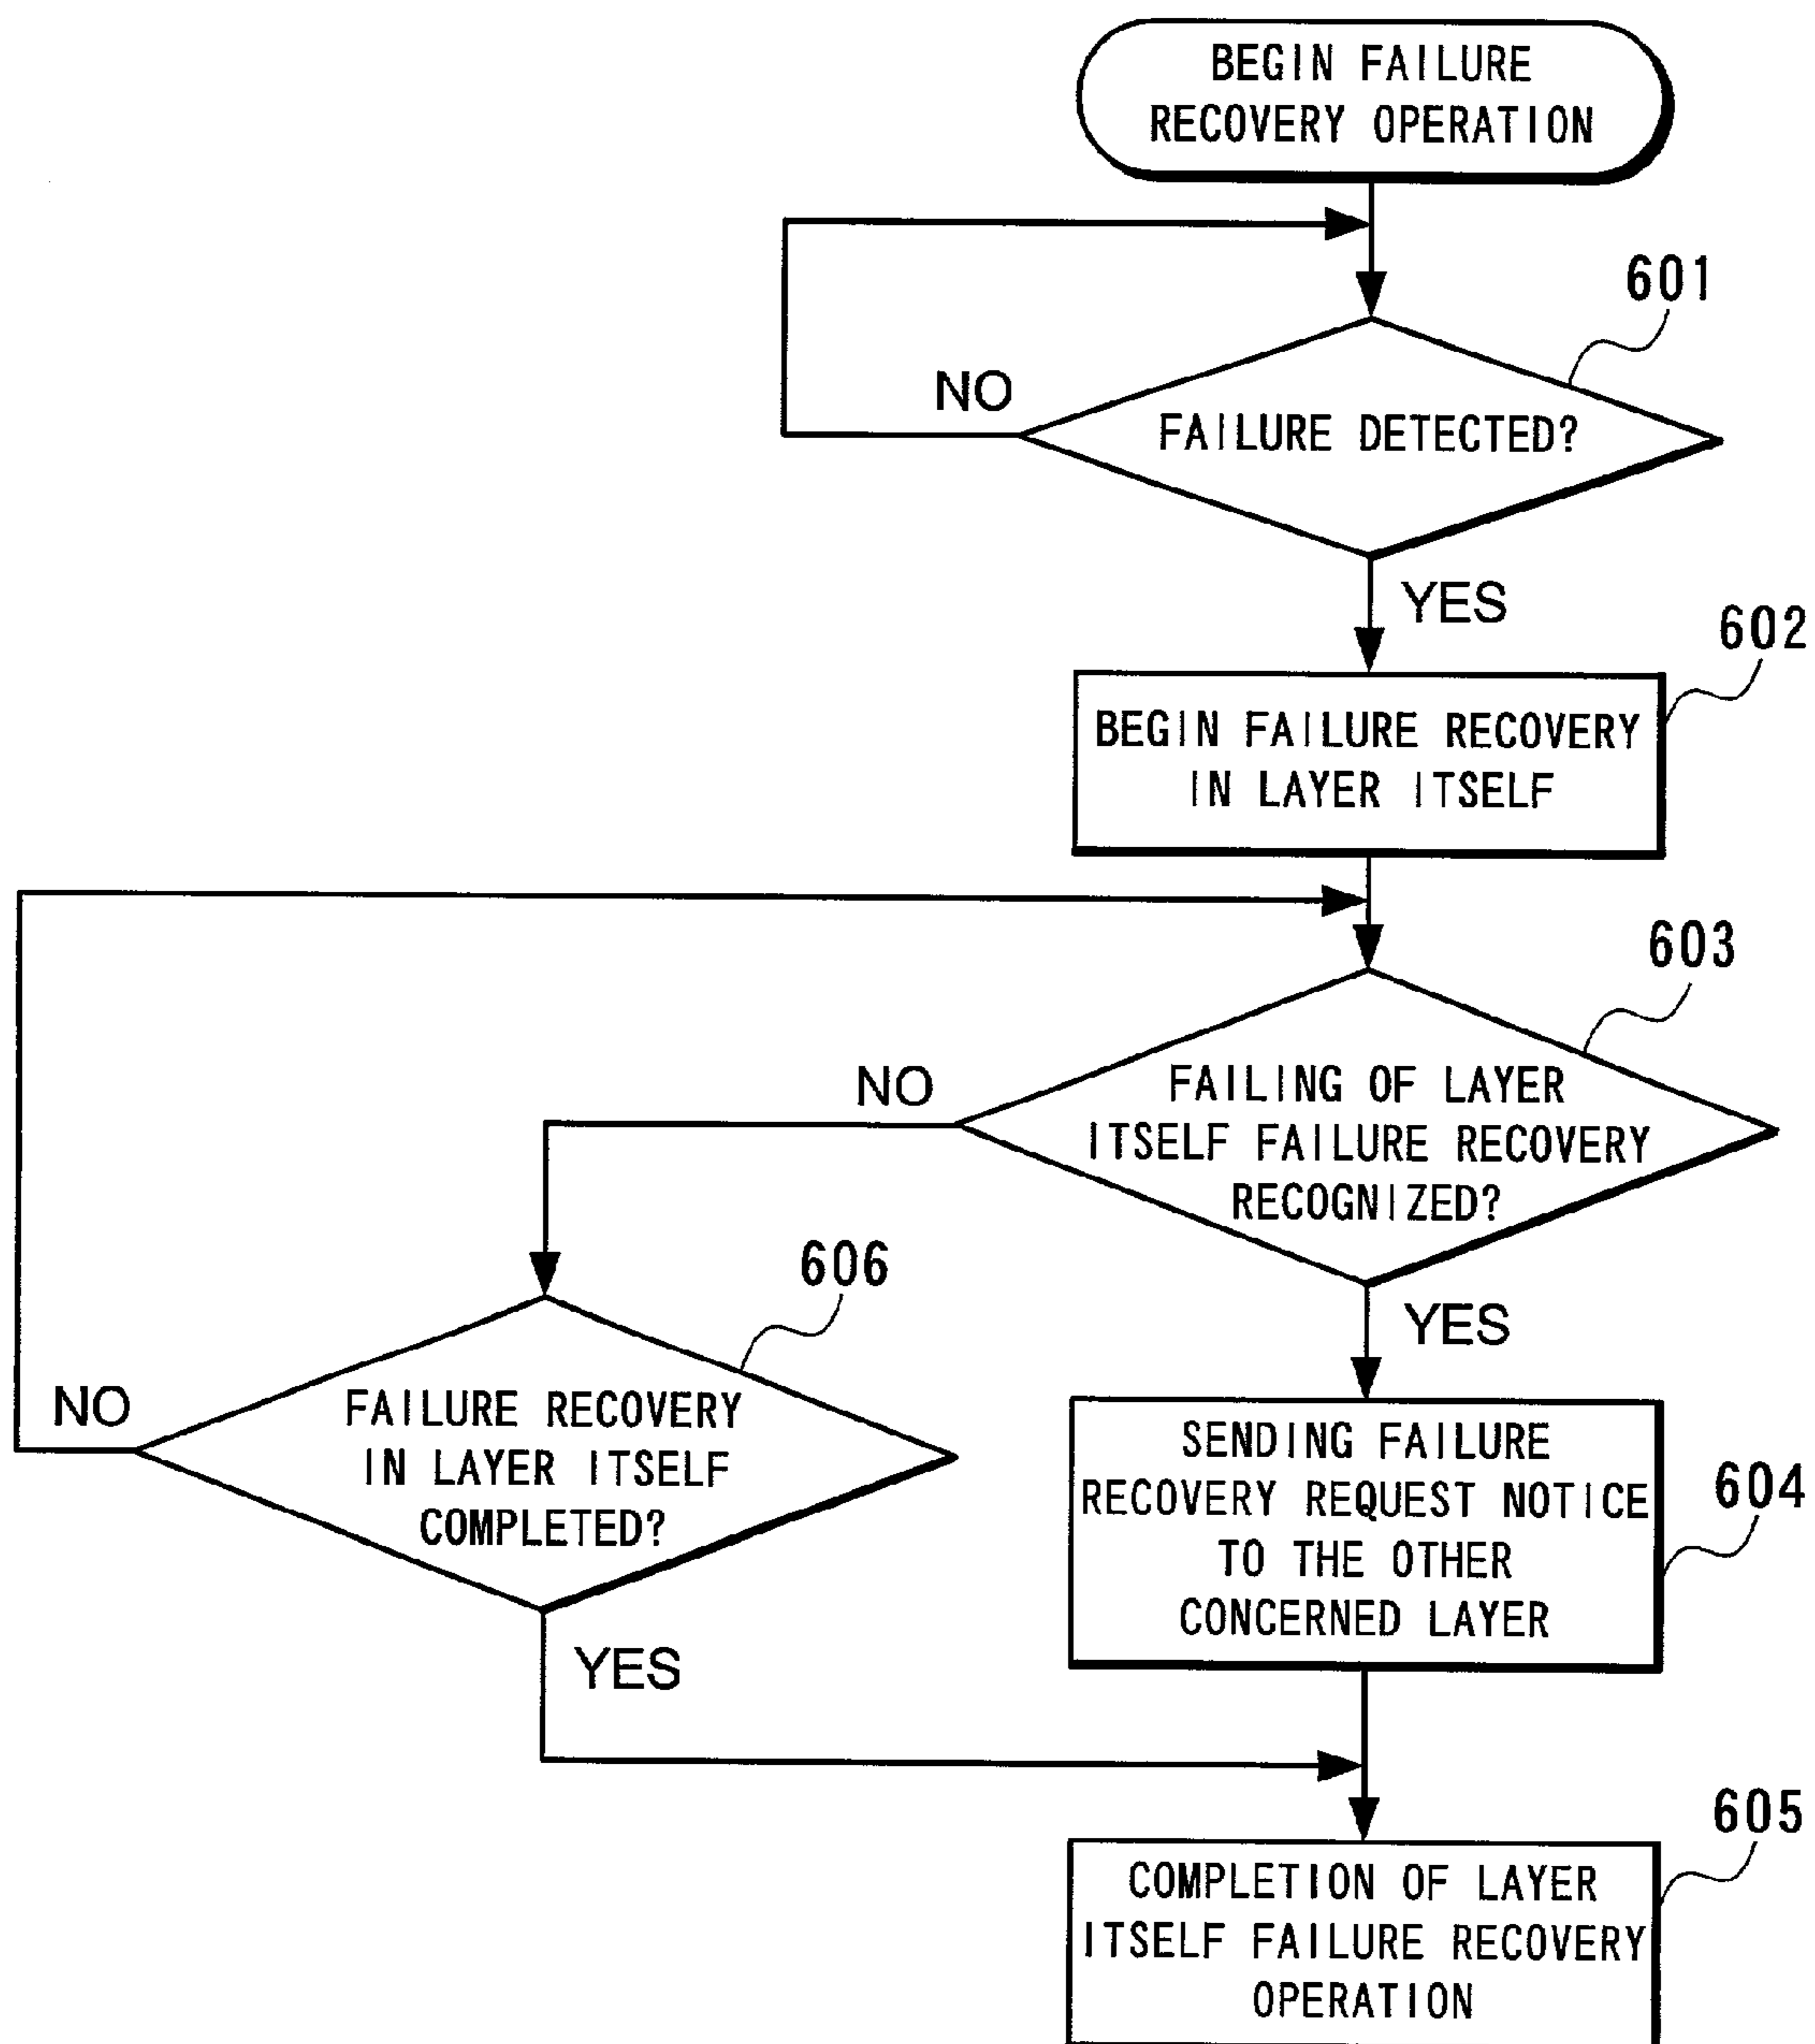 BEGIN FAILURE
RECOVERY OPERATION
601
NO
FAILURE DETECTED?
YES
602
BEGIN FAILURE RECOVERY
IN LAYER ITSELF
603
NO
FAILING OF LAYER
ITSELF FAILURE RECOVERY
RECOGNIZED?
606
YES
NO
FAILURE RECOVERY
IN LAYER ITSELF
COMPLETED?
SENDING FAILURE
RECOVERY REQUEST NOTICE
TO THE OTHER
CONCERNED LAYER
604
YES
605
COMPLETION OF LAYER
ITSELF FAILURE RECOVERY
OPERATION